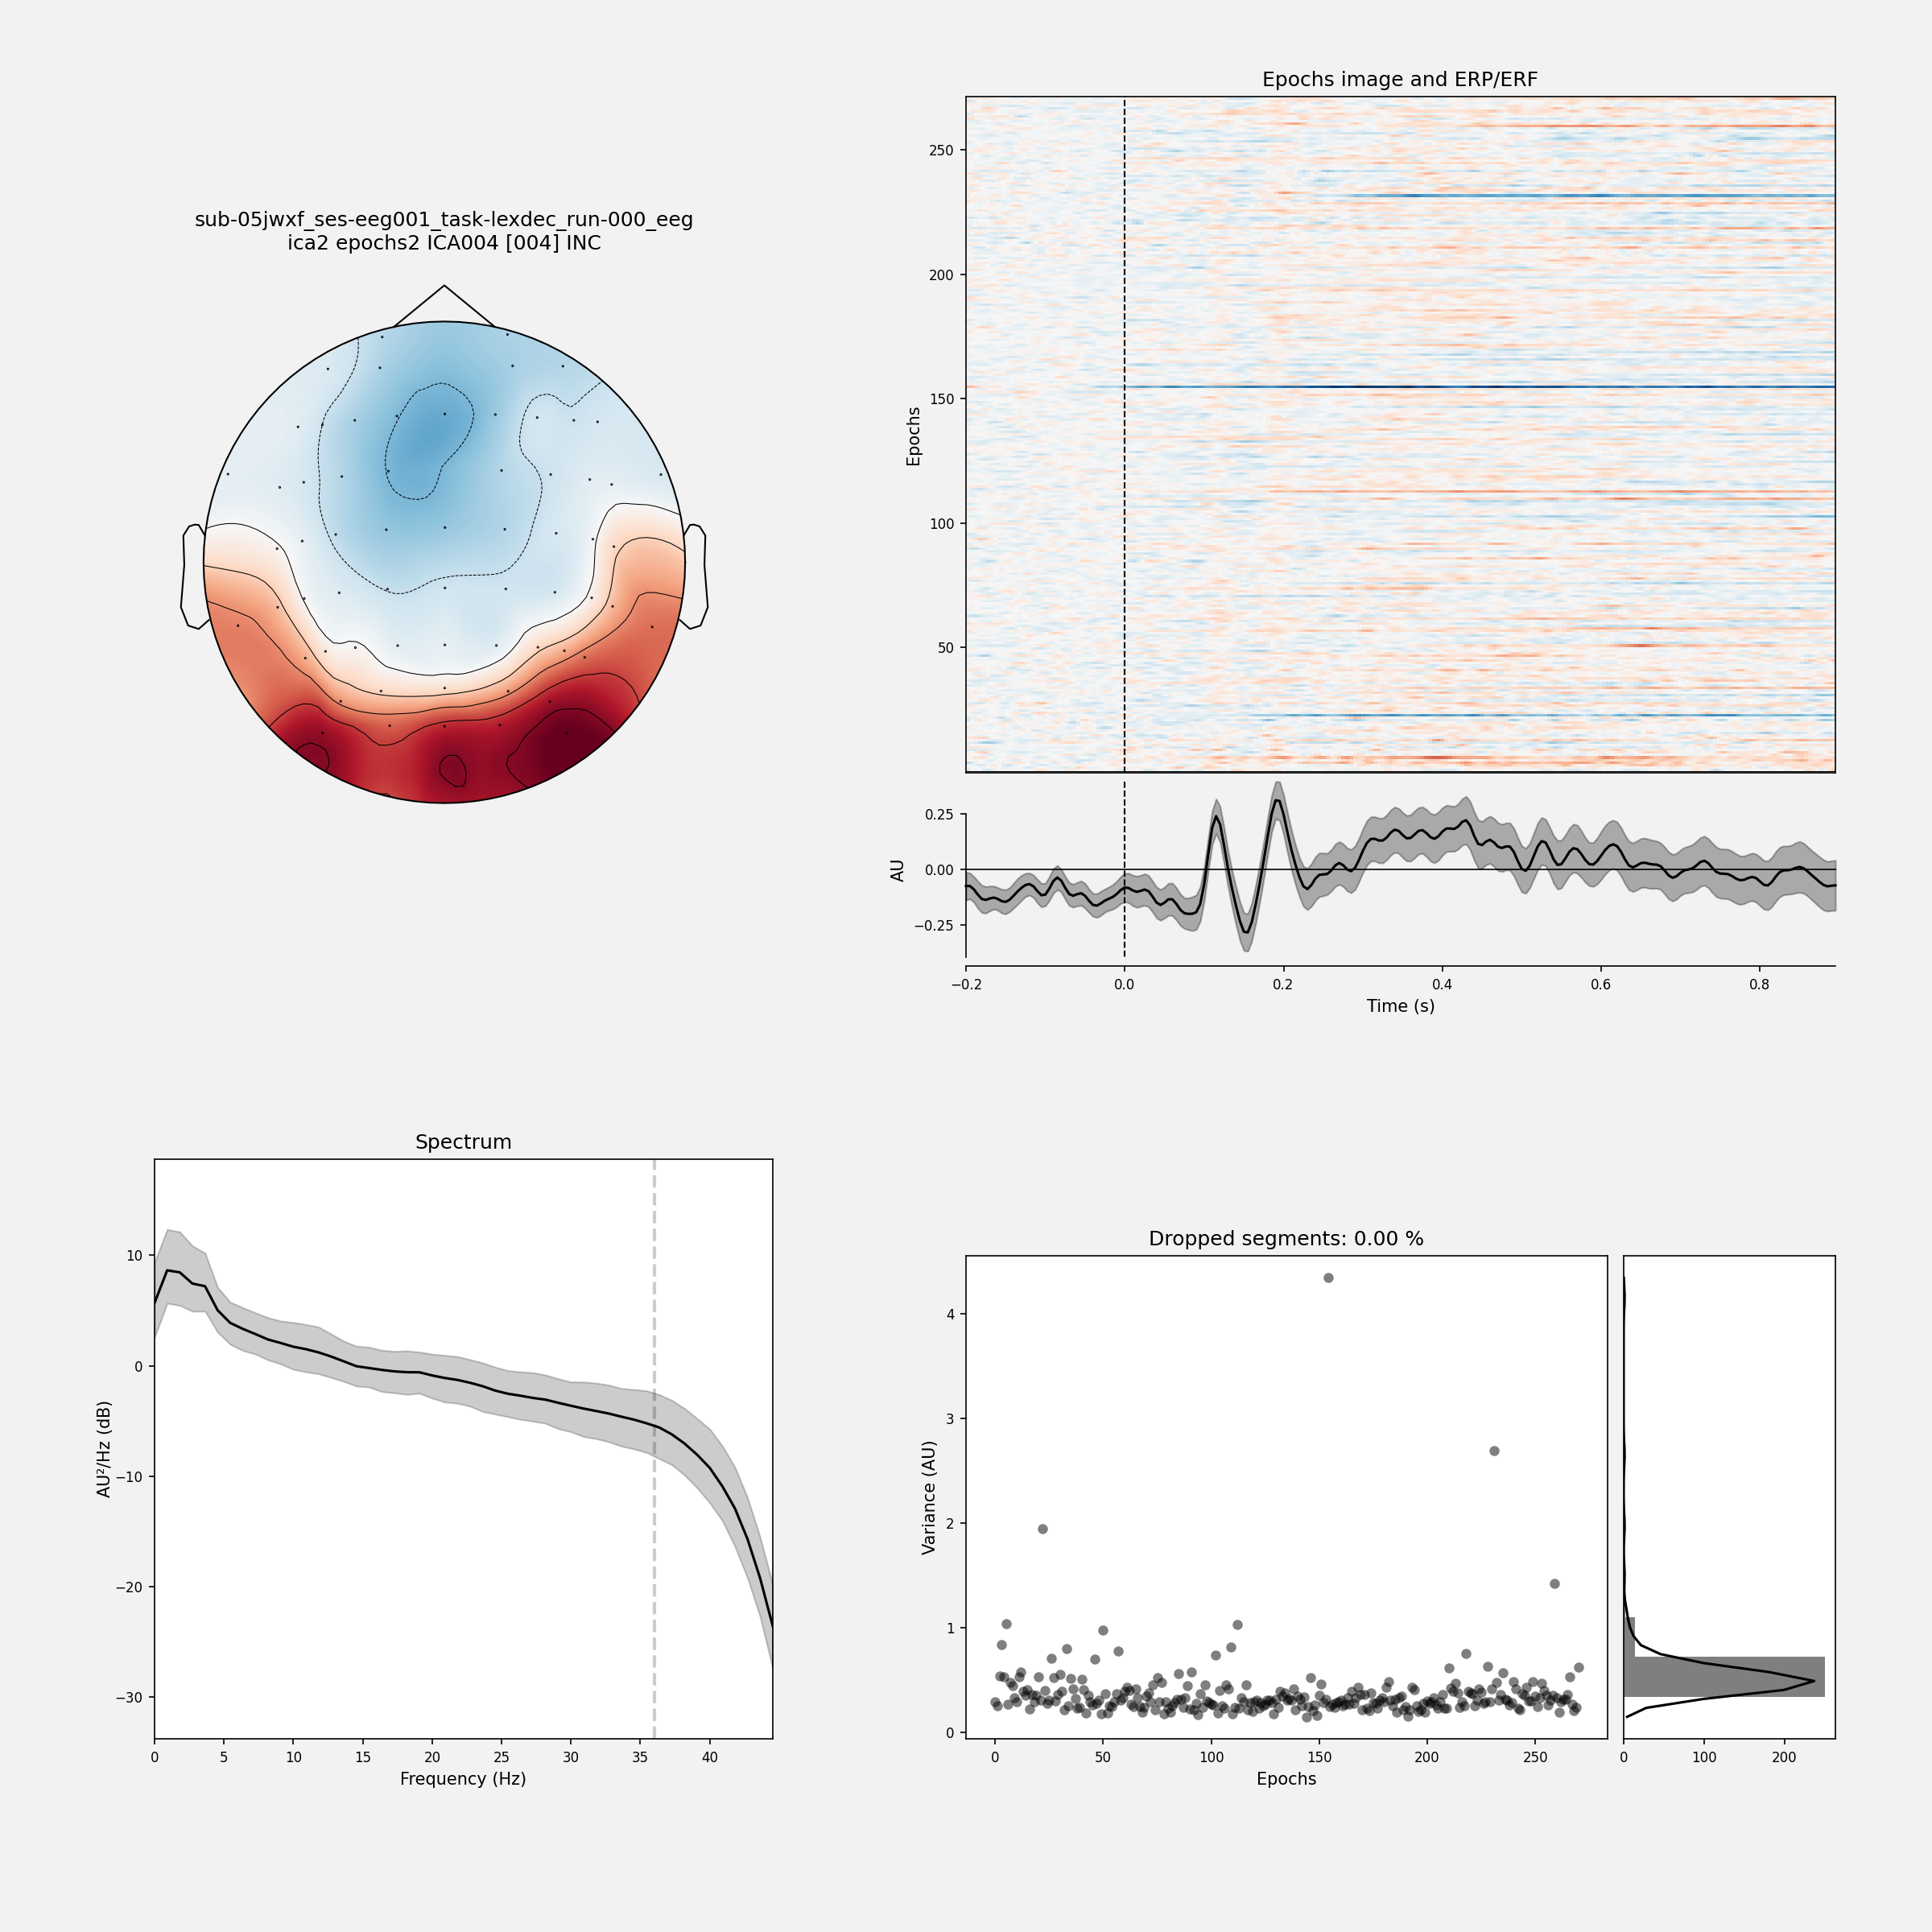 sub-05jwxf_ses-eeg001_task-lexdec_run-000_eeg
ica2 epochs2 ICA004 [004] INC
Epochs image and ERP/ERF
Epochs
250
200
150
100
50
AU
0.25
0.00
−0.25
−0.2 0.0 0.2 0.4 0.6 0.8
Time (s)
Spectrum
AU²/Hz (dB)
10
0
−10
−20
−30
0 5 10 15 20 25 30 35 40
Frequency (Hz)
Dropped segments: 0.00 %
Variance (AU)
4
3
2
1
0
0 50 100 150 200 250
Epochs
0 100 200